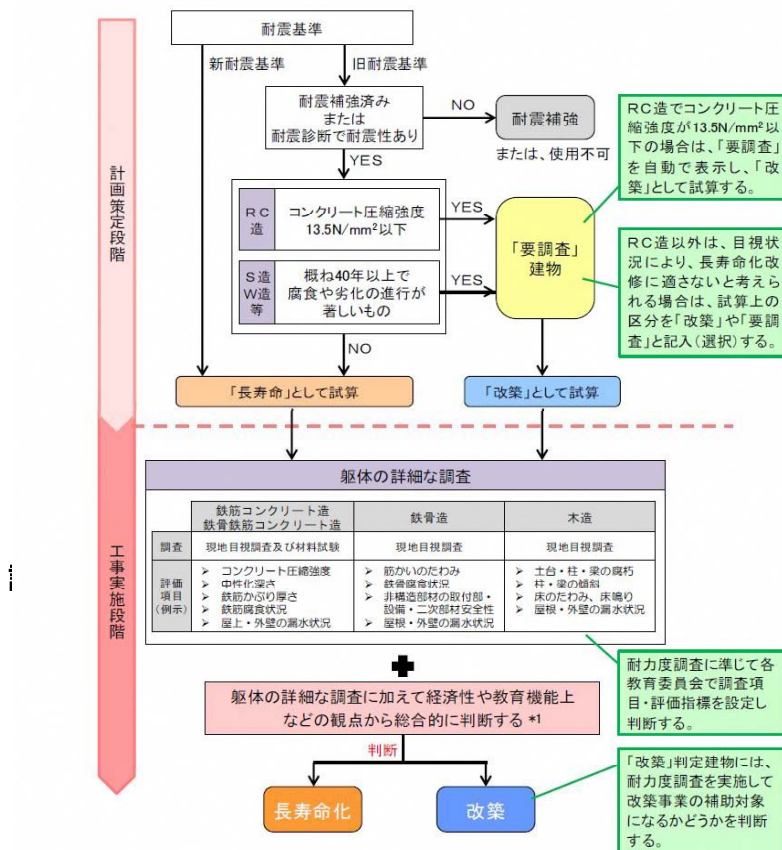 耐震基準
新耐震基準
旧耐震基準
耐震補強済み
または
耐震診断で耐震性あり
NO
耐震補強
または、使用不可
YES
RC
造
コンクリート圧縮強度
13.5N/mm²以下
YES
S造
W造
等
概ね40年以上で
腐食や劣化の進行が
著しいもの
YES
「要調査」
建物
NO
「長寿命」として試算
「改築」として試算
RC造でコンクリート圧
縮強度が13.5N/mm²以
下の場合は、「要調査」
を自動で表示し、「改
築」として試算する。
RC造以外は、目視状
況により、長寿命化改
修に適さないと考えら
れる場合は、試算上の
区分を「改築」や「要調
査」と記入(選択)する。
計画策定段階
工事実施段階
躯体の詳細な調査
鉄筋コンクリート造
鉄骨鉄筋コンクリート造
鉄骨造
木造
調査
現地目視調査及び材料試験
現地目視調査
現地目視調査
評価
項目
(例示)
➢ コンクリート圧縮強度
➢ 中性化深さ
➢ 鉄筋かぶり厚さ
➢ 鉄筋腐食状況
➢ 屋上・外壁の漏水状況
➢ 筋かいのたわみ
➢ 鉄骨腐食状況
➢ 非構造部材の取付部・
設備・二次部材安全性
➢ 屋根・外壁の漏水状況
➢ 土台・柱・梁の腐朽
➢ 柱・梁の傾斜
➢ 床のたわみ、床鳴り
➢ 屋根・外壁の漏水状況
耐力度調査に準じて各
教育委員会で調査項
目・評価指標を設定し
判断する。
躯体の詳細な調査に加えて経済性や教育機能上
などの観点から総合的に判断する *1
判断
長寿命化
改築
「改築」判定建物には、
耐力度調査を実施して
改築事業の補助対象
になるかどうかを判断
する。